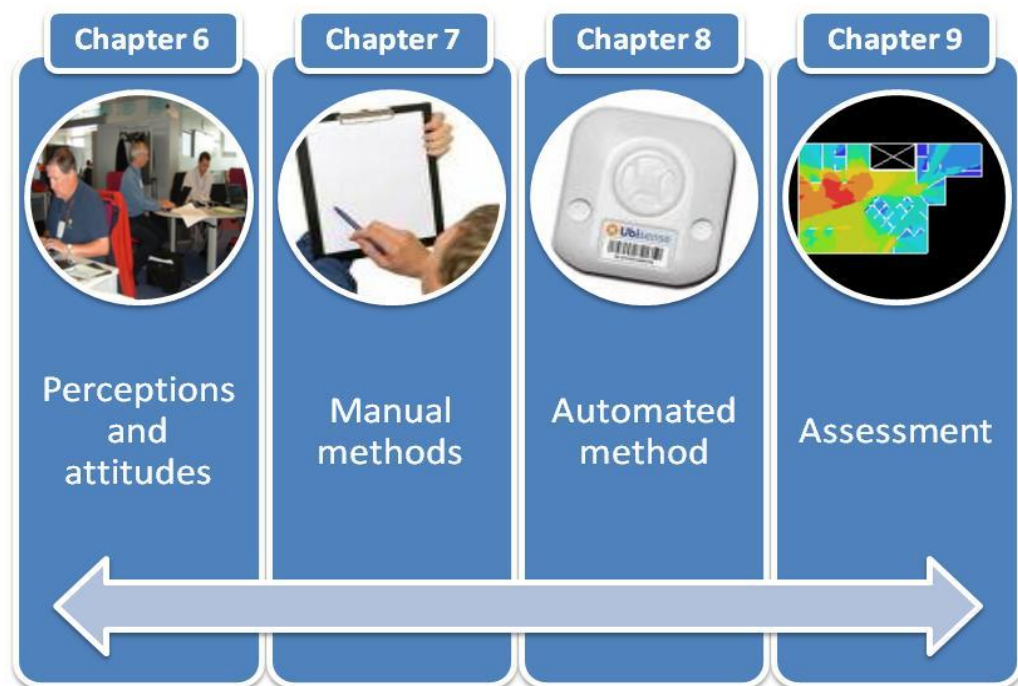 Chapter 6
Chapter 7
Chapter 8
Chapter 9
Ubisense
Perceptions
and
attitudes
Manual
methods
Automated
method
Assessment